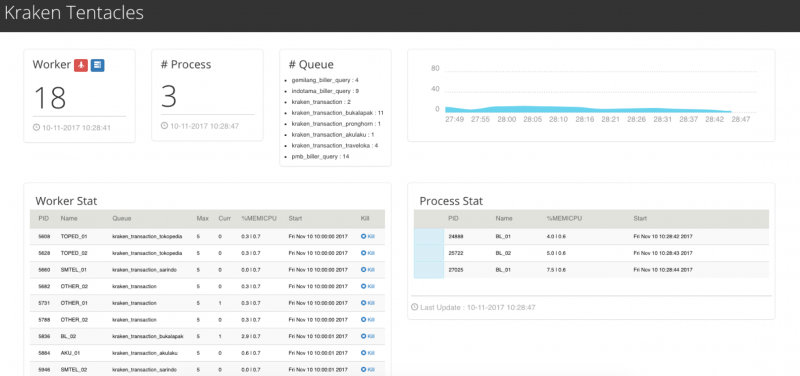 Kraken Tentacles
Worker
18
10-11-2017 10:28:41
# Process
3
10-11-2017 10:28:47
# Queue
gemilang_biller_query : 4
indotama_biller_query : 9
kraken_transaction : 2
kraken_transaction_bukalapak : 11
kraken_transaction_pronghorn : 1
kraken_transaction_akulaku : 1
kraken_transaction_traveloka : 4
pmb_biller_query : 14
80
40
0
27:49 27:55 28:00 28:05 28:10 28:16 28:21 28:26 28:31 28:37 28:42 28:47
Worker Stat
PID Name Queue Max Curr %MEM|CPU Start Kill
5608 TOPED_01 kraken_transaction_tokopedia 5 0 0.3 | 0.7 Fri Nov 10 10:00:00 2017 Kill
5628 TOPED_02 kraken_transaction_tokopedia 5 0 0.3 | 0.7 Fri Nov 10 10:00:00 2017 Kill
5660 SMTEL_01 kraken_transaction_sarindo 5 0 0.0 | 0.7 Fri Nov 10 10:00:00 2017 Kill
5682 OTHER_02 kraken_transaction 5 0 0.3 | 0.7 Fri Nov 10 10:00:00 2017 Kill
5731 OTHER_01 kraken_transaction 5 1 0.3 | 0.7 Fri Nov 10 10:00:00 2017 Kill
5788 OTHER_02 kraken_transaction 5 0 0.3 | 0.7 Fri Nov 10 10:00:00 2017 Kill
5836 BL_02 kraken_transaction_bukalapak 5 1 2.9 | 0.7 Fri Nov 10 10:00:01 2017 Kill
5884 AKU_01 kraken_transaction_akulaku 5 0 0.6 | 0.7 Fri Nov 10 10:00:01 2017 Kill
5946 SMTEL_02 kraken_transaction_sarindo 5 0 0.0 | 0.7 Fri Nov 10 10:00:01 2017 Kill
Process Stat
PID Name %MEM|CPU Start
24888 BL_01 4.0 | 0.6 Fri Nov 10 10:28:42 2017
25722 BL_02 5.0 | 0.6 Fri Nov 10 10:28:43 2017
27025 BL_01 7.5 | 0.6 Fri Nov 10 10:28:44 2017
Last Update : 10-11-2017 10:28:47